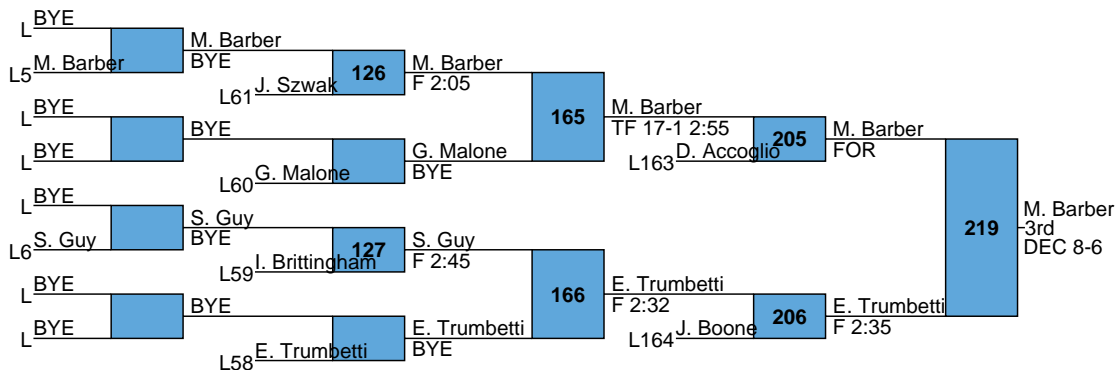 L BYE
L5 M. Barber
M. Barber
BYE
L61 J. Szwak
126
M. Barber
F 2:05
L BYE
L BYE
BYE
L60 G. Malone
G. Malone
BYE
165
M. Barber
TF 17-1 2:55
L163 D. Accoglio
205
M. Barber
FOR
L BYE
L6 S. Guy
S. Guy
BYE
L59 I. Brittingham
127
S. Guy
F 2:45
L BYE
L BYE
BYE
L58 E. Trumbetti
E. Trumbetti
BYE
166
E. Trumbetti
F 2:32
L164 J. Boone
206
E. Trumbetti
F 2:35
219
M. Barber
3rd
DEC 8-6